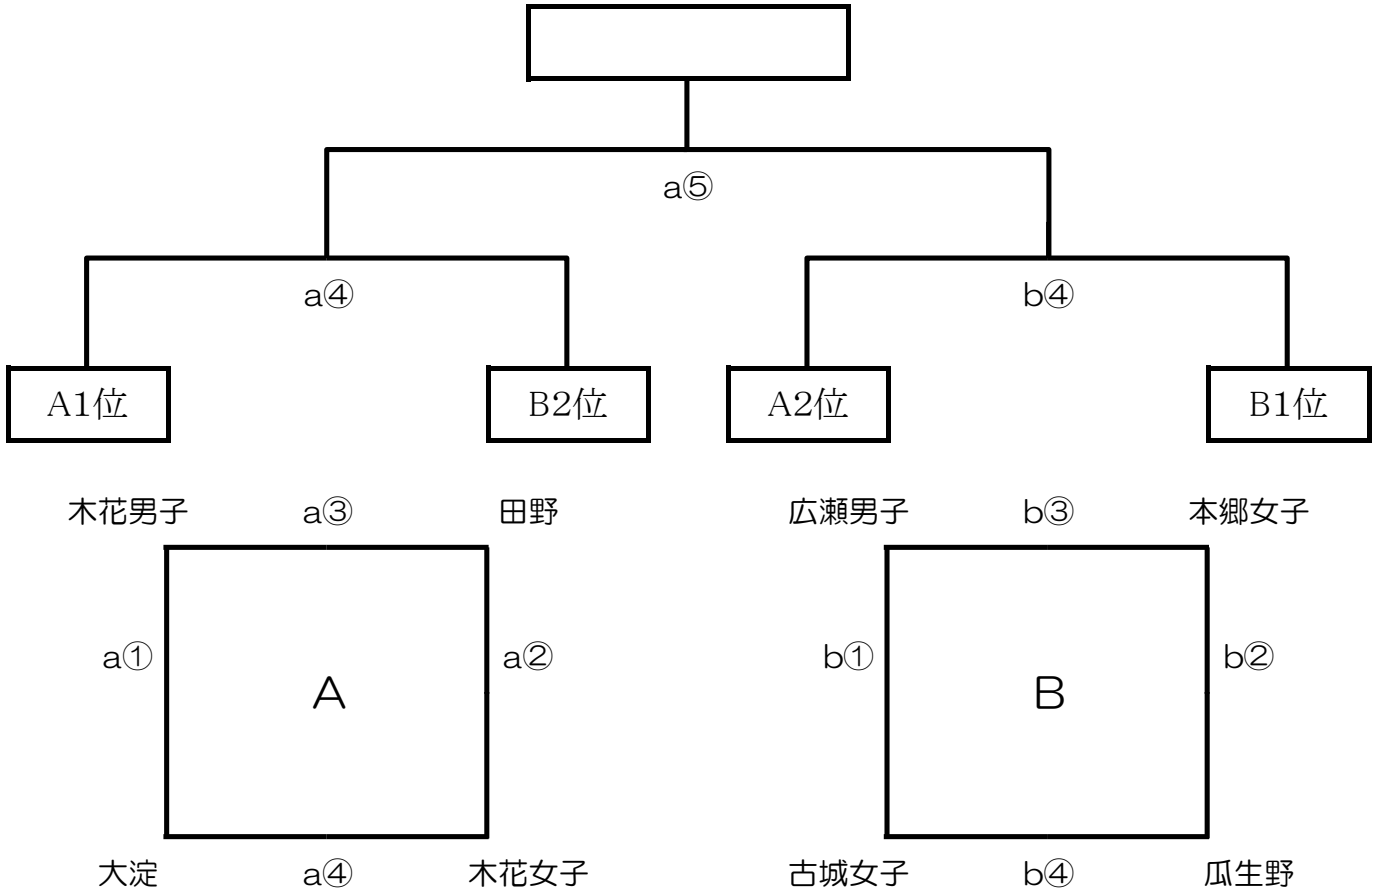 a⑤
a④ b④
A1位 B2位 A2位 B1位
木花男子 a③ 田野 広瀬男子 b③ 本郷女子
a① a② b① b②
A B
大淀 a④ 木花女子 古城女子 b④ 瓜生野